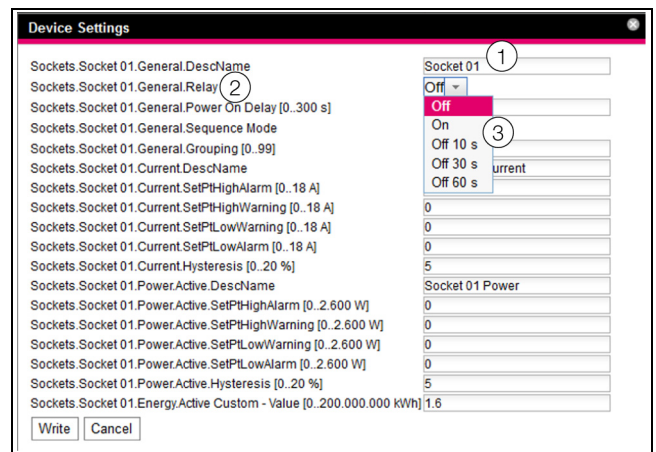 Device Settings
Sockets.Socket 01.General.DescName Socket 01 1
Sockets.Socket 01.General.Relay 2 Off
Sockets.Socket 01.General.Power On Delay [0..300 s] Off
Sockets.Socket 01.General.Sequence Mode On
3
Sockets.Socket 01.General.Grouping [0..99] Off 10 s
Sockets.Socket 01.Current.DescName Off 30 s urrent
Sockets.Socket 01.Current.SetPtHighAlarm [0..18 A] Off 60 s
Sockets.Socket 01.Current.SetPtHighWarning [0..18 A] 0
Sockets.Socket 01.Current.SetPtLowWarning [0..18 A] 0
Sockets.Socket 01.Current.SetPtLowAlarm [0..18 A] 0
Sockets.Socket 01.Current.Hysteresis [0..20 %] 5
Sockets.Socket 01.Power.Active.DescName Socket 01 Power
Sockets.Socket 01.Power.Active.SetPtHighAlarm [0..2.600 W] 0
Sockets.Socket 01.Power.Active.SetPtHighWarning [0..2.600 W] 0
Sockets.Socket 01.Power.Active.SetPtLowWarning [0..2.600 W] 0
Sockets.Socket 01.Power.Active.SetPtLowAlarm [0..2.600 W] 0
Sockets.Socket 01.Power.Active.Hysteresis [0..20 %] 5
Sockets.Socket 01.Energy.Active Custom - Value [0..200.000.000 kWh] 1.6
Write Cancel